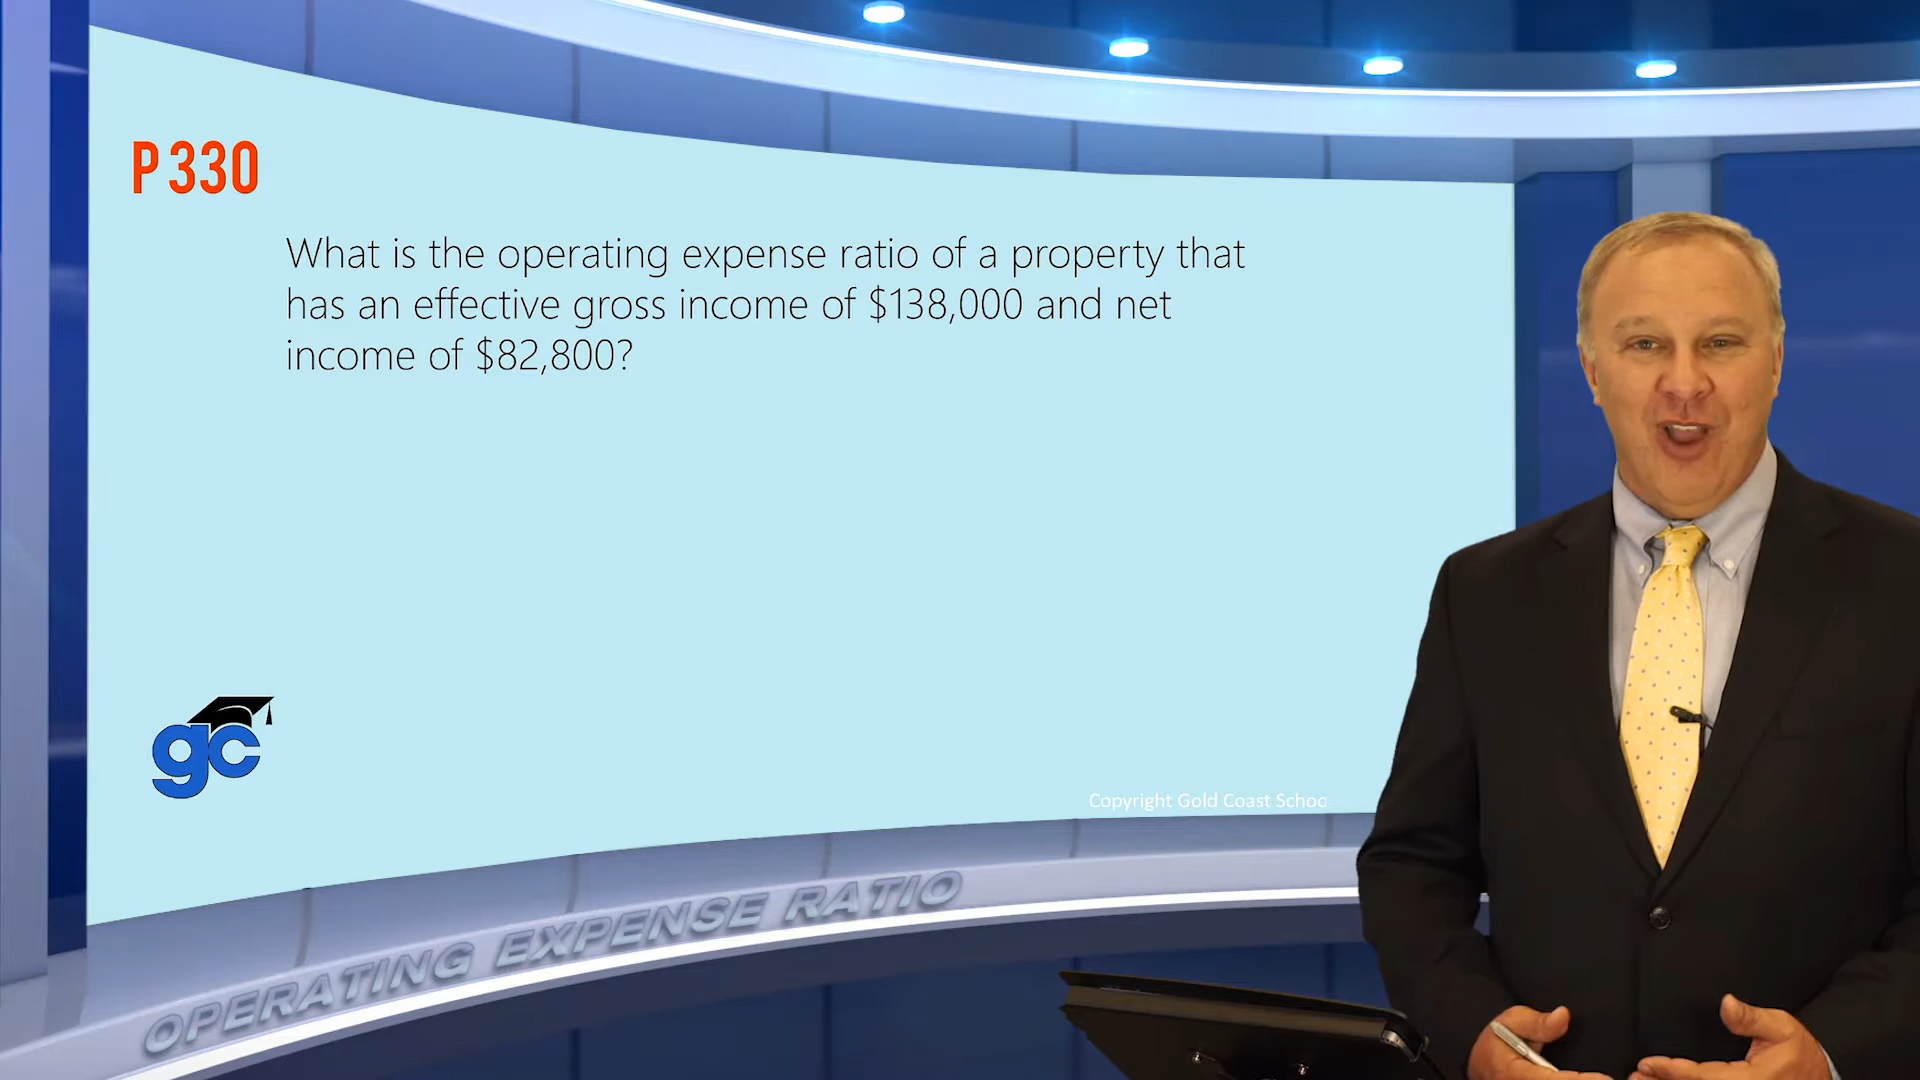 P 330
What is the operating expense ratio of a property that
has an effective gross income of $138,000 and net
income of $82,800?
gc
Copyright Gold Coast Schoo
OPERATING EXPENSE RATIO